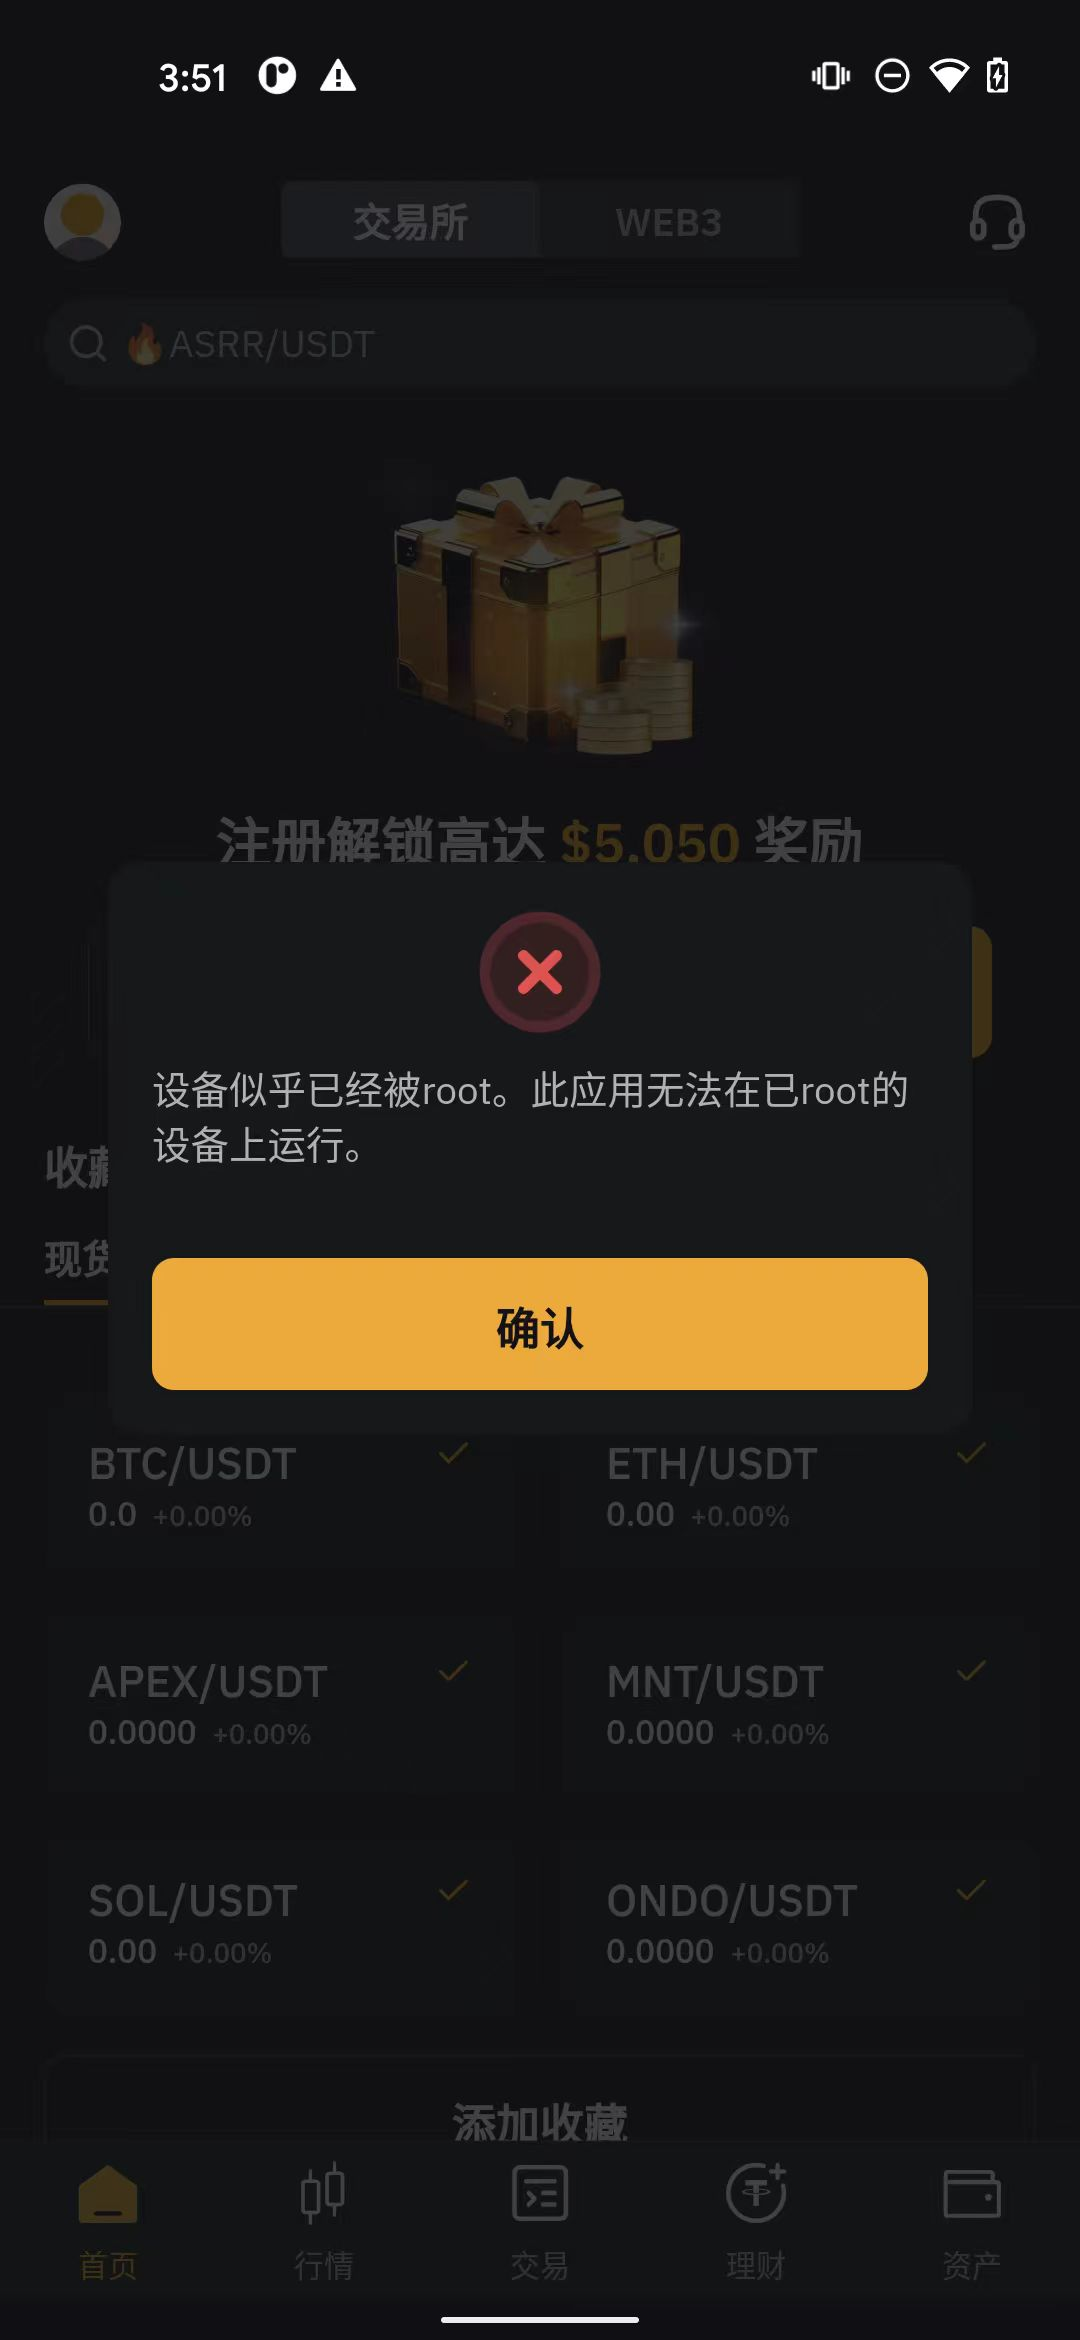 3:51
交易所
WEB3
🔥ASRR/USDT
注册解锁高达 $5,050 奖励
设备似乎已经被root。此应用无法在已root的
设备上运行。
收藏
现货
确认
BTC/USDT
0.0 +0.00%
ETH/USDT
0.00 +0.00%
APEX/USDT
0.0000 +0.00%
MNT/USDT
0.0000 +0.00%
SOL/USDT
0.00 +0.00%
ONDO/USDT
0.0000 +0.00%
添加收藏
首页
行情
交易
理财
资产